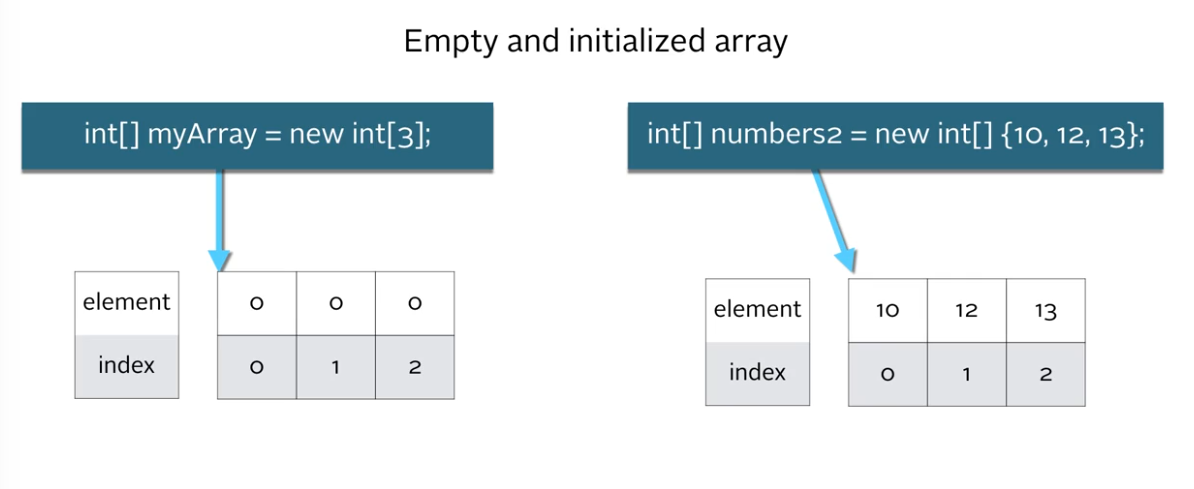 Empty and initialized array
int[] myArray = new int[3];
int[] numbers2 = new int[] {10, 12, 13};
element 0 0 0
index 0 1 2
element 10 12 13
index 0 1 2